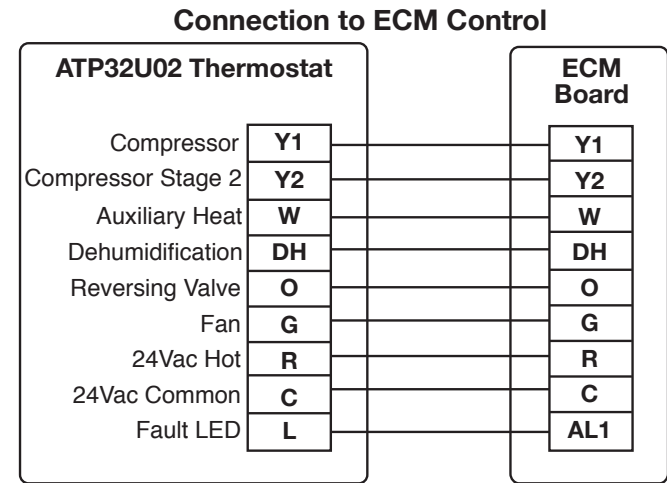 Connection to ECM Control
ATP32U02 Thermostat
ECM
Board
Compressor Y1 Y1
Compressor Stage 2 Y2 Y2
Auxiliary Heat W W
Dehumidification DH DH
Reversing Valve O O
Fan G G
24Vac Hot R R
24Vac Common C C
Fault LED L AL1